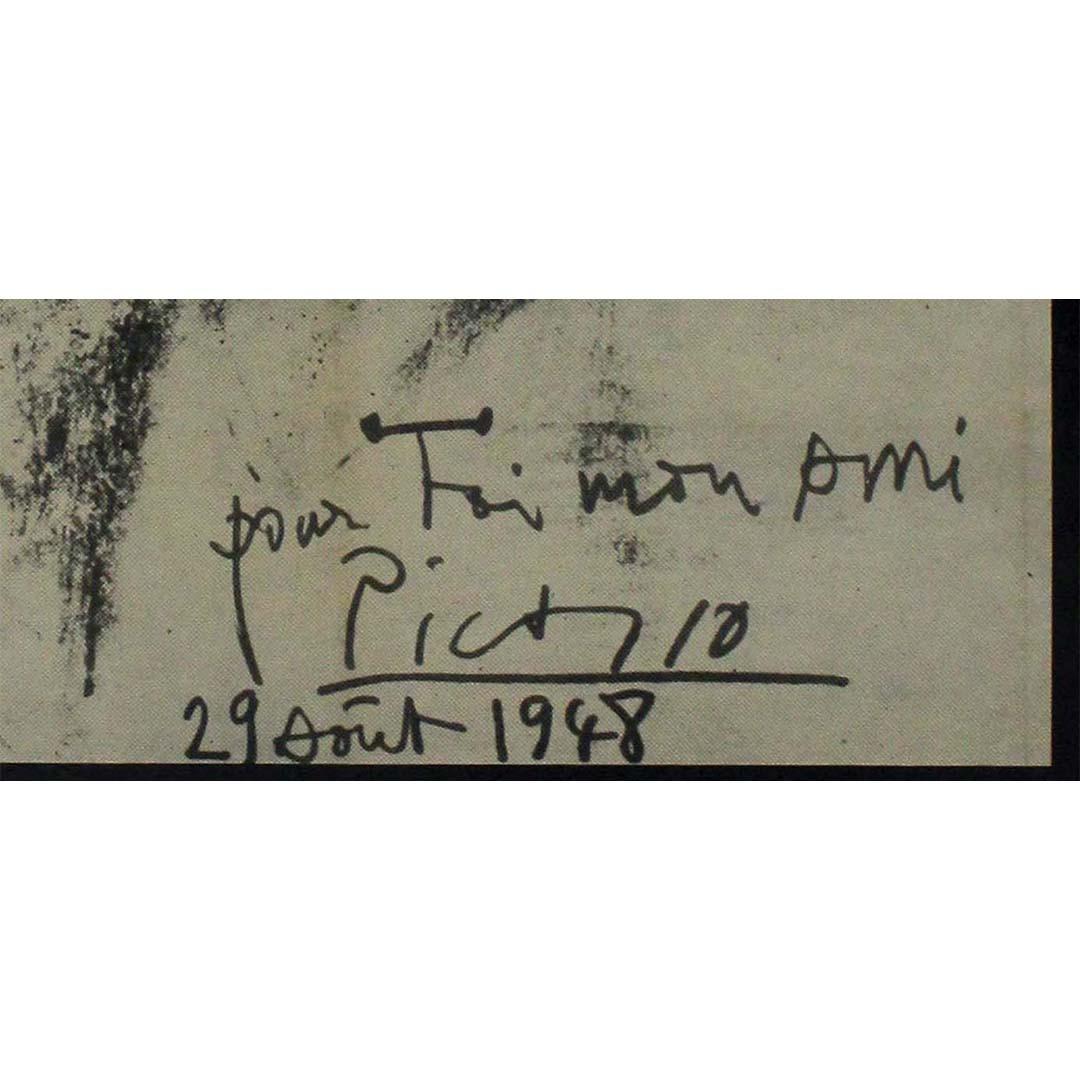 pour Toi mon ami
Picasso
29 Août 1948